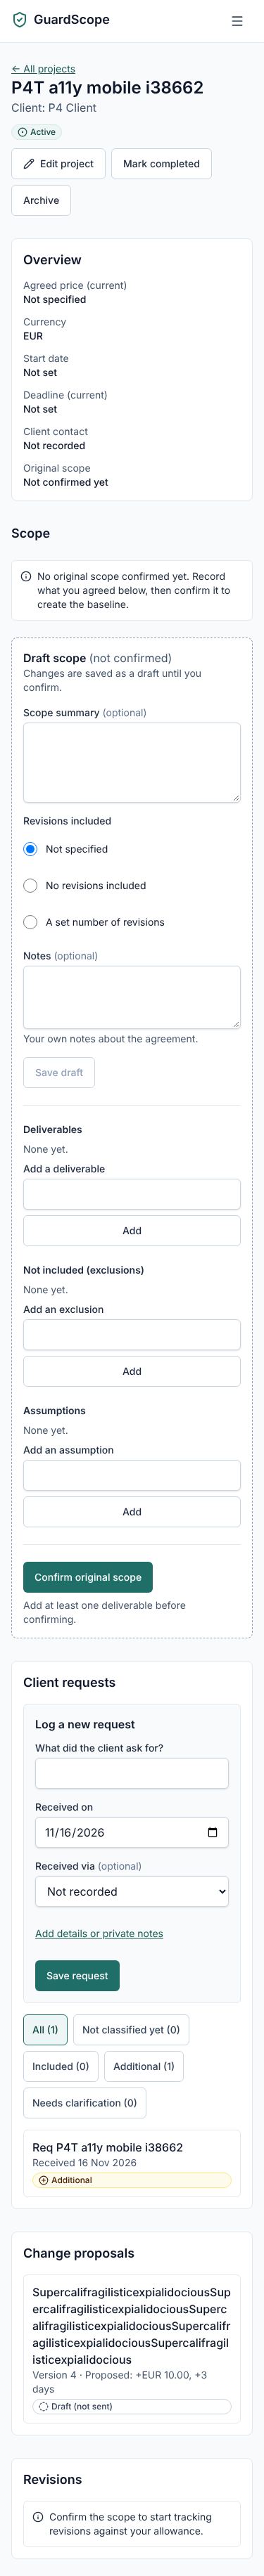 GuardScope
← All projects
P4T a11y mobile i38662
Client: P4 Client
Active
Edit project
Mark completed
Archive
Overview
Agreed price (current)
Not specified
Currency
EUR
Start date
Not set
Deadline (current)
Not set
Client contact
Not recorded
Original scope
Not confirmed yet
Scope
No original scope confirmed yet. Record
what you agreed below, then confirm it to
create the baseline.
Draft scope (not confirmed)
Changes are saved as a draft until you
confirm.
Scope summary (optional)
Revisions included
Not specified
No revisions included
A set number of revisions
Notes (optional)
Your own notes about the agreement.
Save draft
Deliverables
None yet.
Add a deliverable
Add
Not included (exclusions)
None yet.
Add an exclusion
Add
Assumptions
None yet.
Add an assumption
Add
Confirm original scope
Add at least one deliverable before
confirming.
Client requests
Log a new request
What did the client ask for?
Received on
11/16/2026
Received via (optional)
Not recorded
Add details or private notes
Save request
All (1)
Not classified yet (0)
Included (0)
Additional (1)
Needs clarification (0)
Req P4T a11y mobile i38662
Received 16 Nov 2026
Additional
Change proposals
SupercalifragilisticexpialidociousSup
ercalifragilisticexpialidociousSuperc
alifragilisticexpialidociousSupercalifr
agilisticexpialidociousSupercalifragil
isticexpialidocious
Version 4 · Proposed: +EUR 10.00, +3
days
Draft (not sent)
Revisions
Confirm the scope to start tracking
revisions against your allowance.